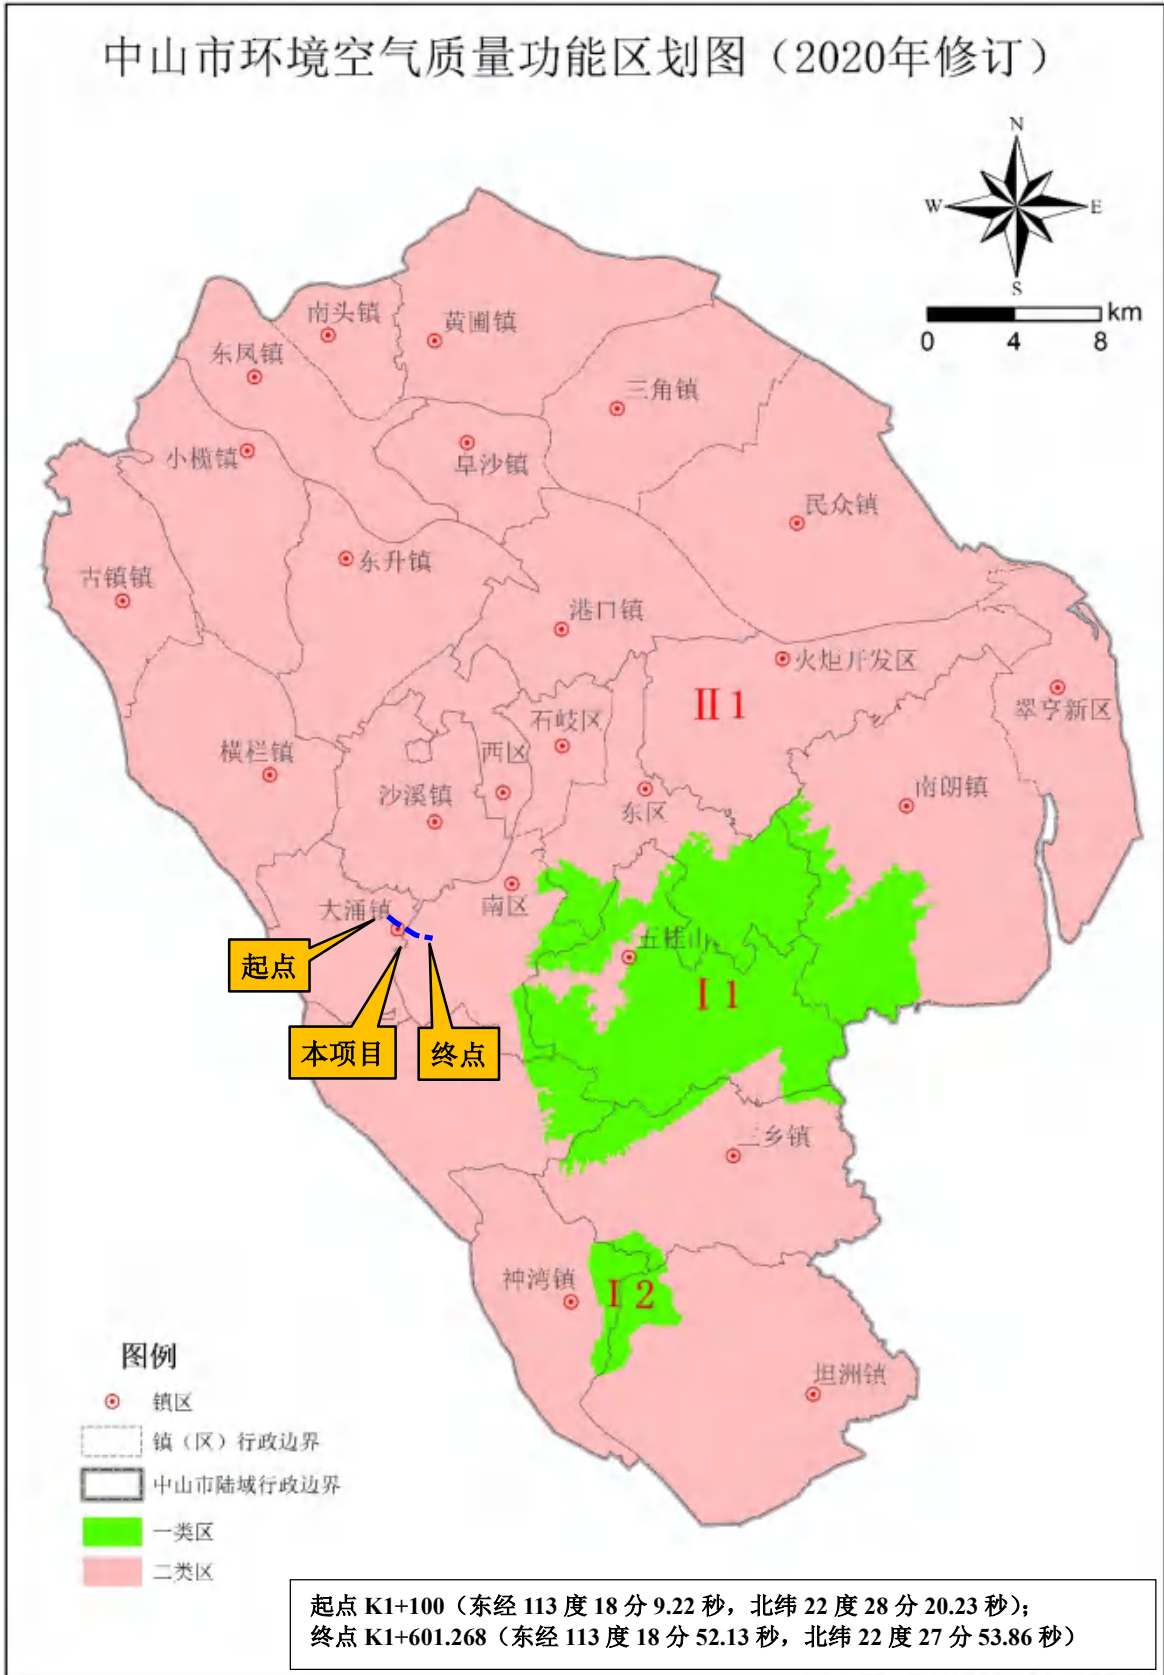 中山市环境空气质量功能区划图（2020年修订）
N
W
E
S
km
0
4
8
南头镇
黄圃镇
东凤镇
三角镇
小榄镇
阜沙镇
民众镇
东升镇
古镇镇
港口镇
火炬开发区
翠亨新区
II 1
石岐区
横栏镇
西区
沙溪镇
东区
南朗镇
大涌镇
南区
五桂山
起点
I 1
本项目
终点
三乡镇
神湾镇
I 2
坦洲镇
图例
镇区
镇（区）行政边界
中山市陆域行政边界
一类区
二类区
起点 K1+100（东经 113 度 18 分 9.22 秒，北纬 22 度 28 分 20.23 秒）；
终点 K1+601.268（东经 113 度 18 分 52.13 秒，北纬 22 度 27 分 53.86 秒）